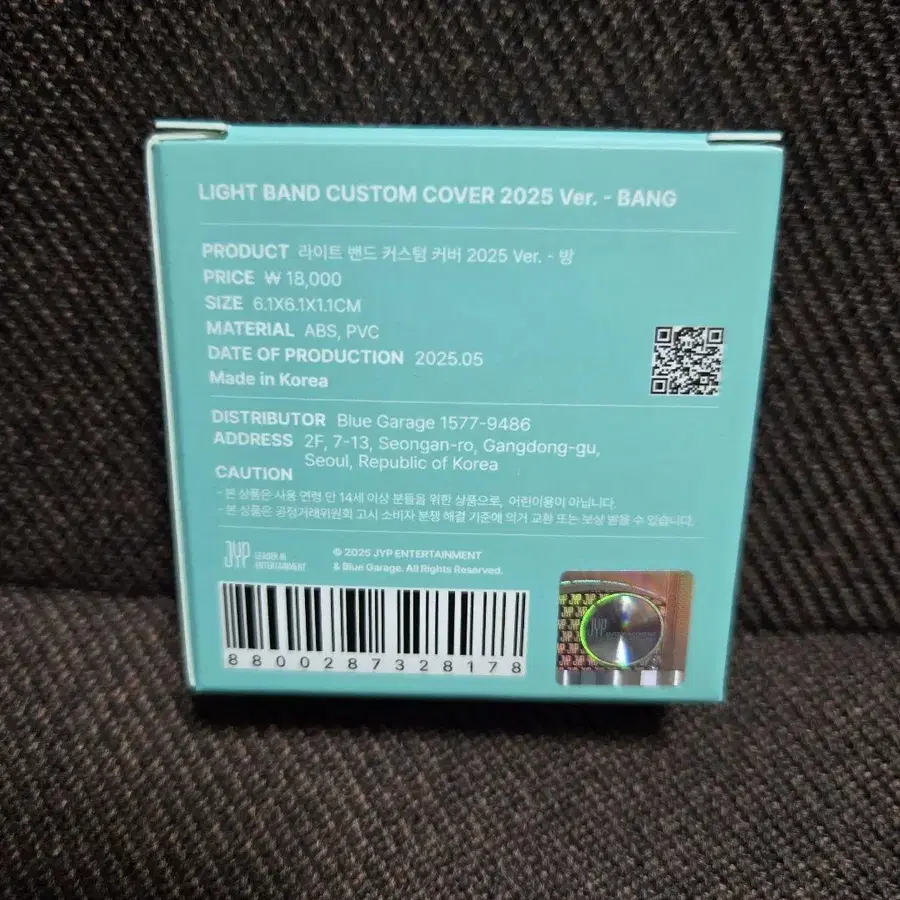 LIGHT BAND CUSTOM COVER 2025 Ver. - BANG
PRODUCT 라이트 밴드 커스텀 커버 2025 Ver. - 방
PRICE ₩ 18,000
SIZE 6.1X6.1X1.1CM
MATERIAL ABS, PVC
DATE OF PRODUCTION 2025.05
Made in Korea
DISTRIBUTOR Blue Garage 1577-9486
ADDRESS 2F, 7-13, Seongan-ro, Gangdong-gu,
Seoul, Republic of Korea
CAUTION
- 본 상품은 사용 연령 만 14세 이상 분들을 위한 상품으로, 어린이용이 아닙니다.
- 본 상품은 공정거래위원회 고시 소비자 분쟁 해결 기준에 의거 교환 또는 보상 받을 수 있습니다.
JYP LEADER IN
ENTERTAINMENT
© 2025 JYP ENTERTAINMENT
& Blue Garage. All Rights Reserved.
8800287328178
JYP ENTERTAINMENT